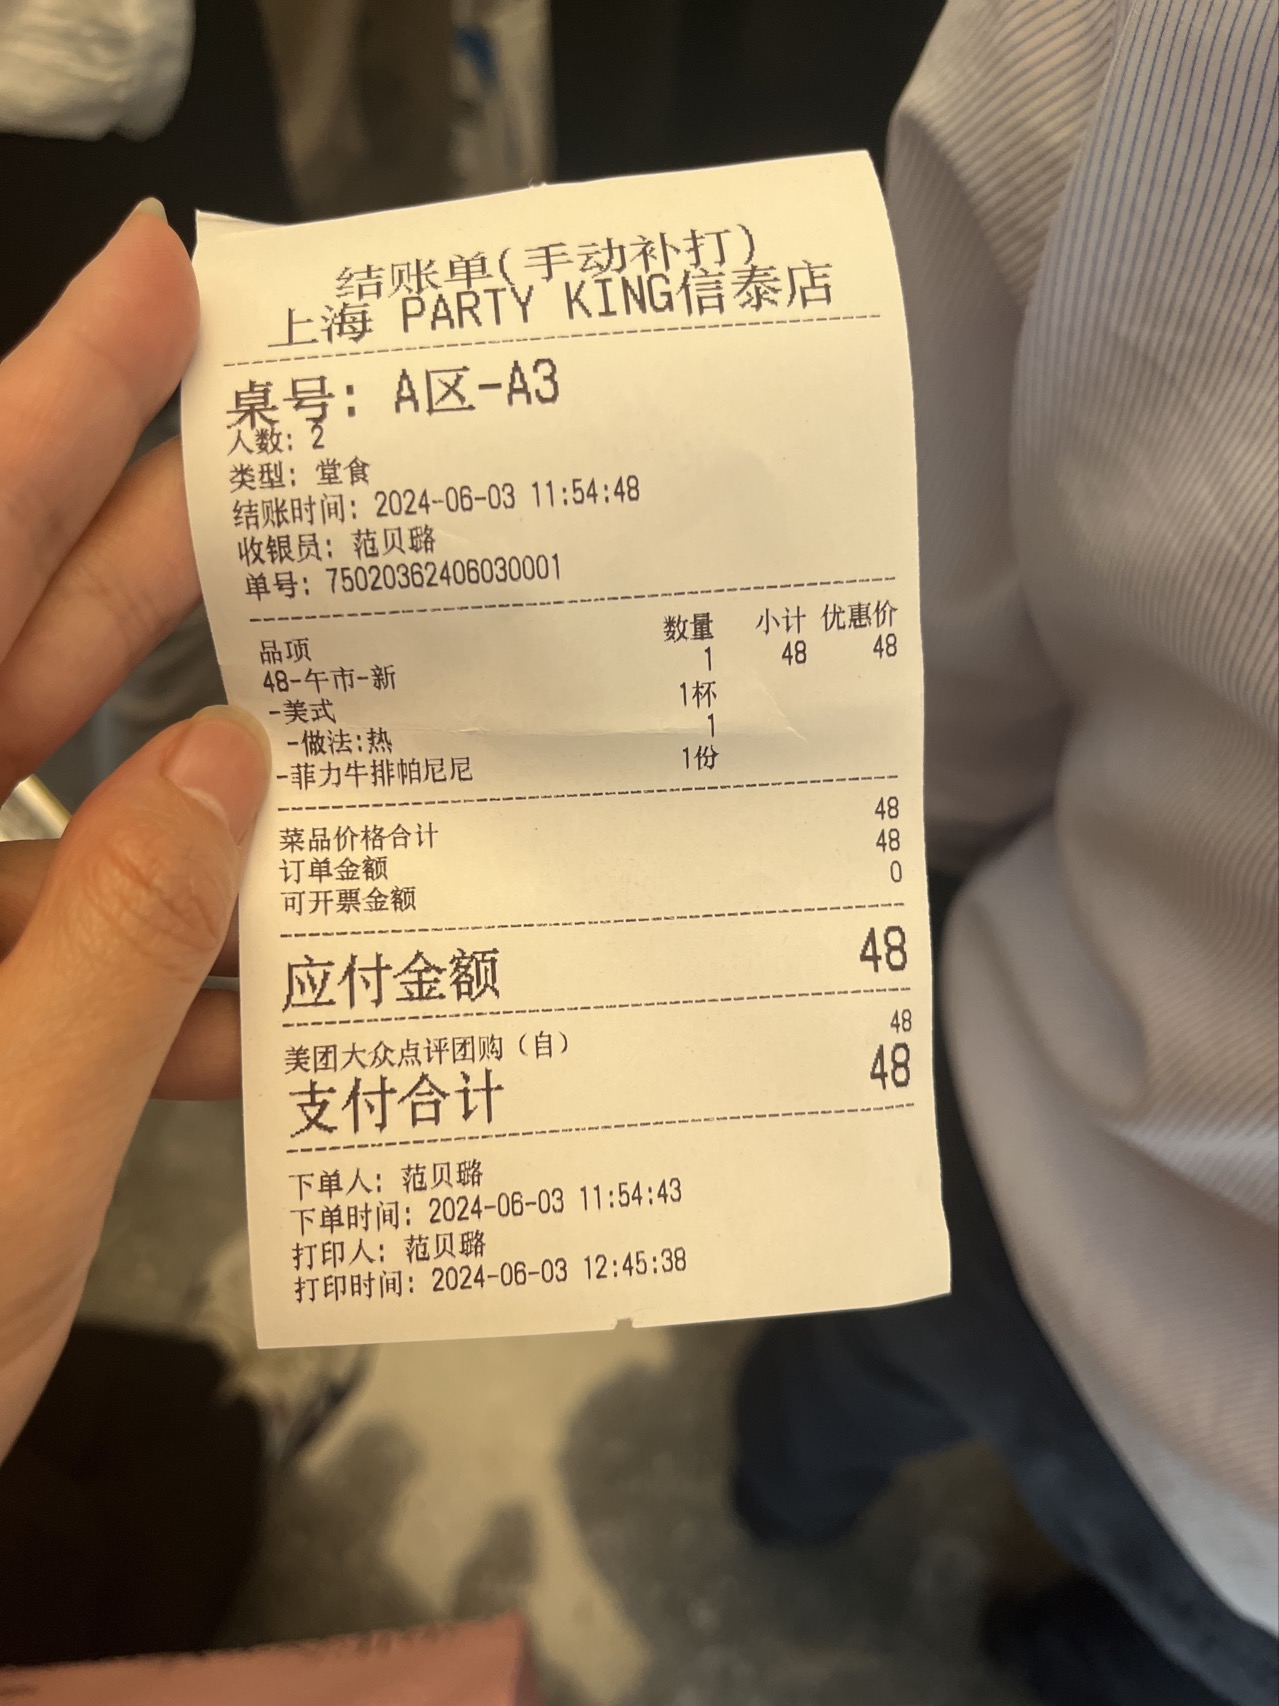 结账单(手动补打)
上海 PARTY KING信泰店
桌号: A区-A3
人数: 2
类型: 堂食
结账时间: 2024-06-03 11:54:48
收银员: 范贝璐
单号: 75020362406030001
品项 数量 小计 优惠价
48-午市-新 1 48 48
-美式 1杯
-做法:热 1
-菲力牛排帕尼尼 1份
菜品价格合计 48
订单金额 48
可开票金额 0
应付金额 48
美团大众点评团购（自） 48
支付合计 48
下单人: 范贝璐
下单时间: 2024-06-03 11:54:43
打印人: 范贝璐
打印时间: 2024-06-03 12:45:38